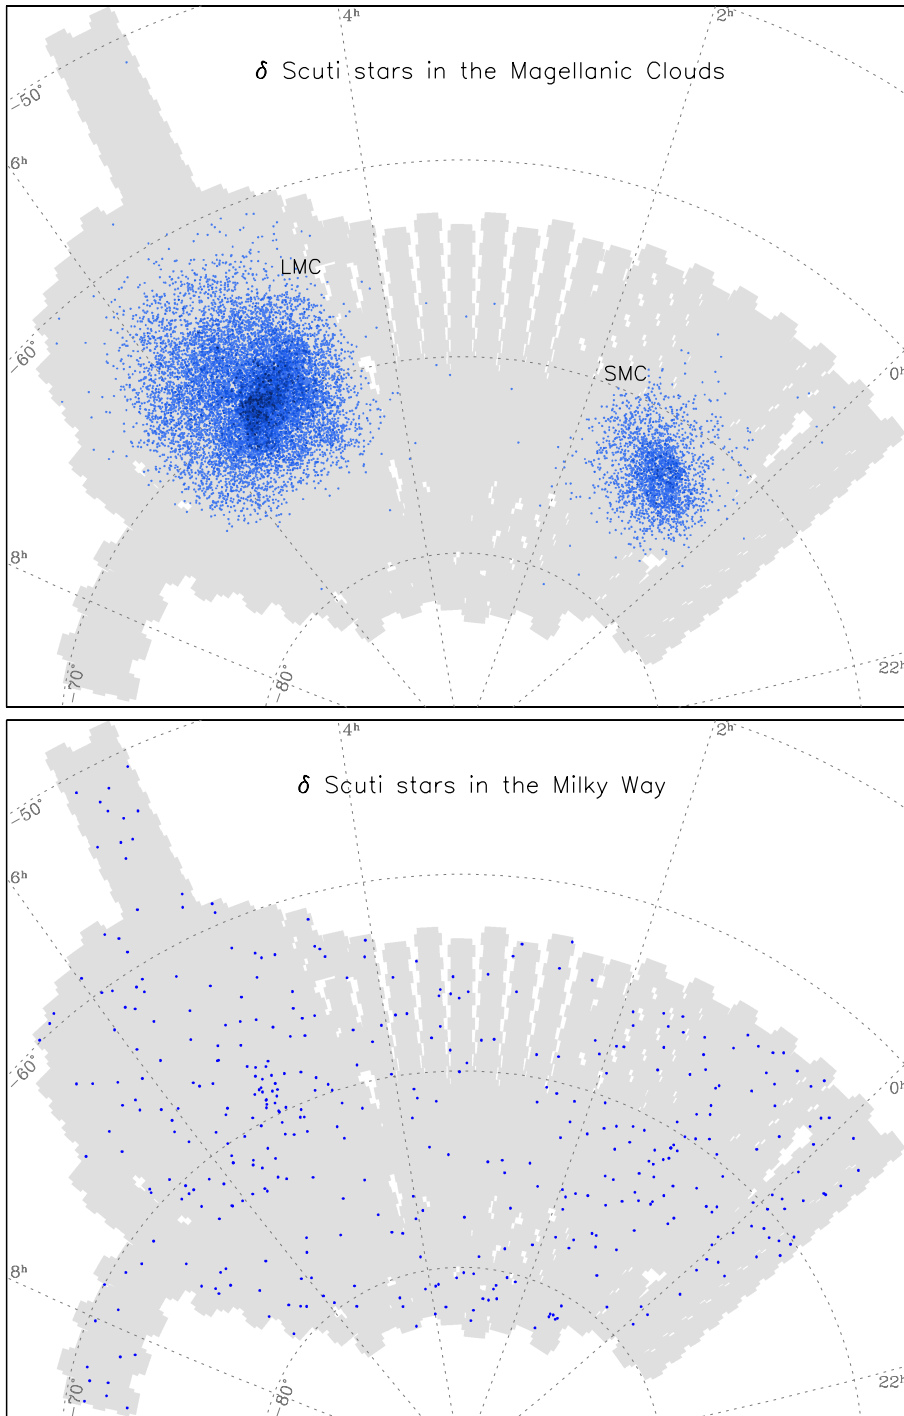 4ʰ
2ʰ
δ Scuti stars in the Magellanic Clouds
−50°
6ʰ
LMC
−60°
SMC
0ʰ
8ʰ
22ʰ
−70°
−80°
4ʰ
2ʰ
δ Scuti stars in the Milky Way
−50°
6ʰ
−60°
0ʰ
8ʰ
22ʰ
−70°
−80°